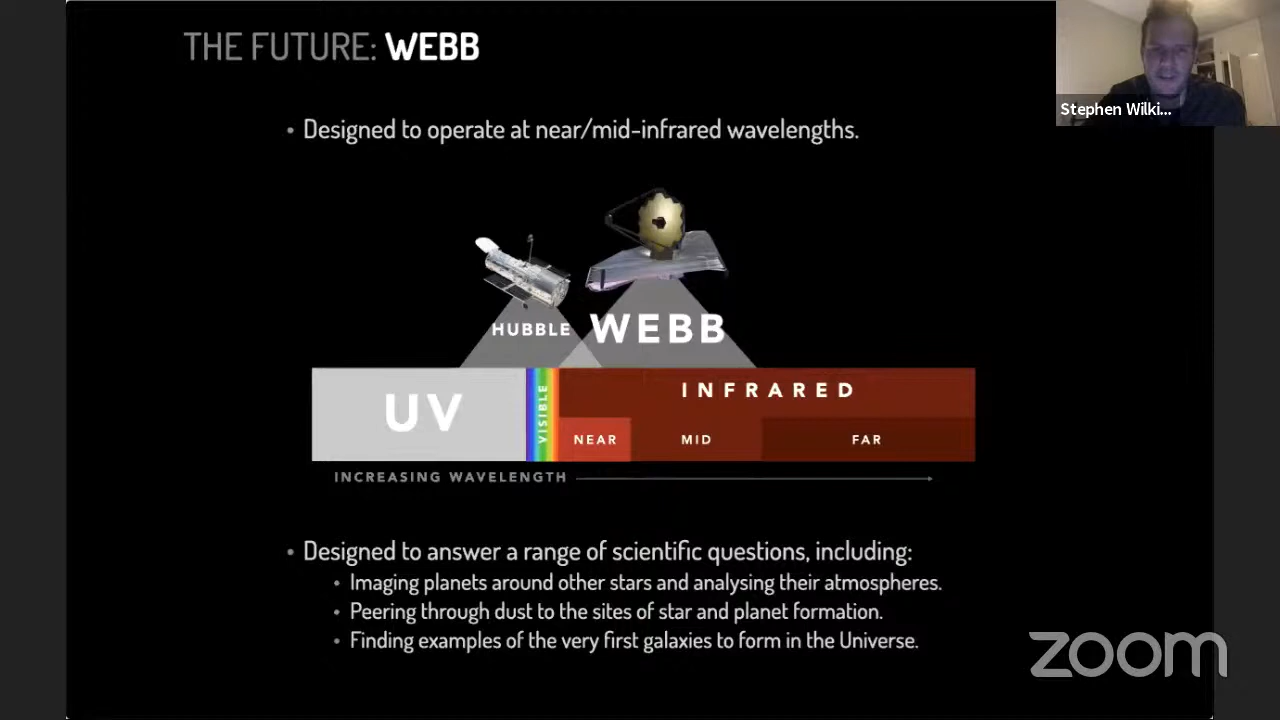 THE FUTURE: WEBB
Stephen Wilki...
• Designed to operate at near/mid-infrared wavelengths.
HUBBLE
WEBB
UV
VISIBLE
INFRARED
NEAR
MID
FAR
INCREASING WAVELENGTH
• Designed to answer a range of scientific questions, including:
• Imaging planets around other stars and analysing their atmospheres.
• Peering through dust to the sites of star and planet formation.
• Finding examples of the very first galaxies to form in the Universe.
zoom